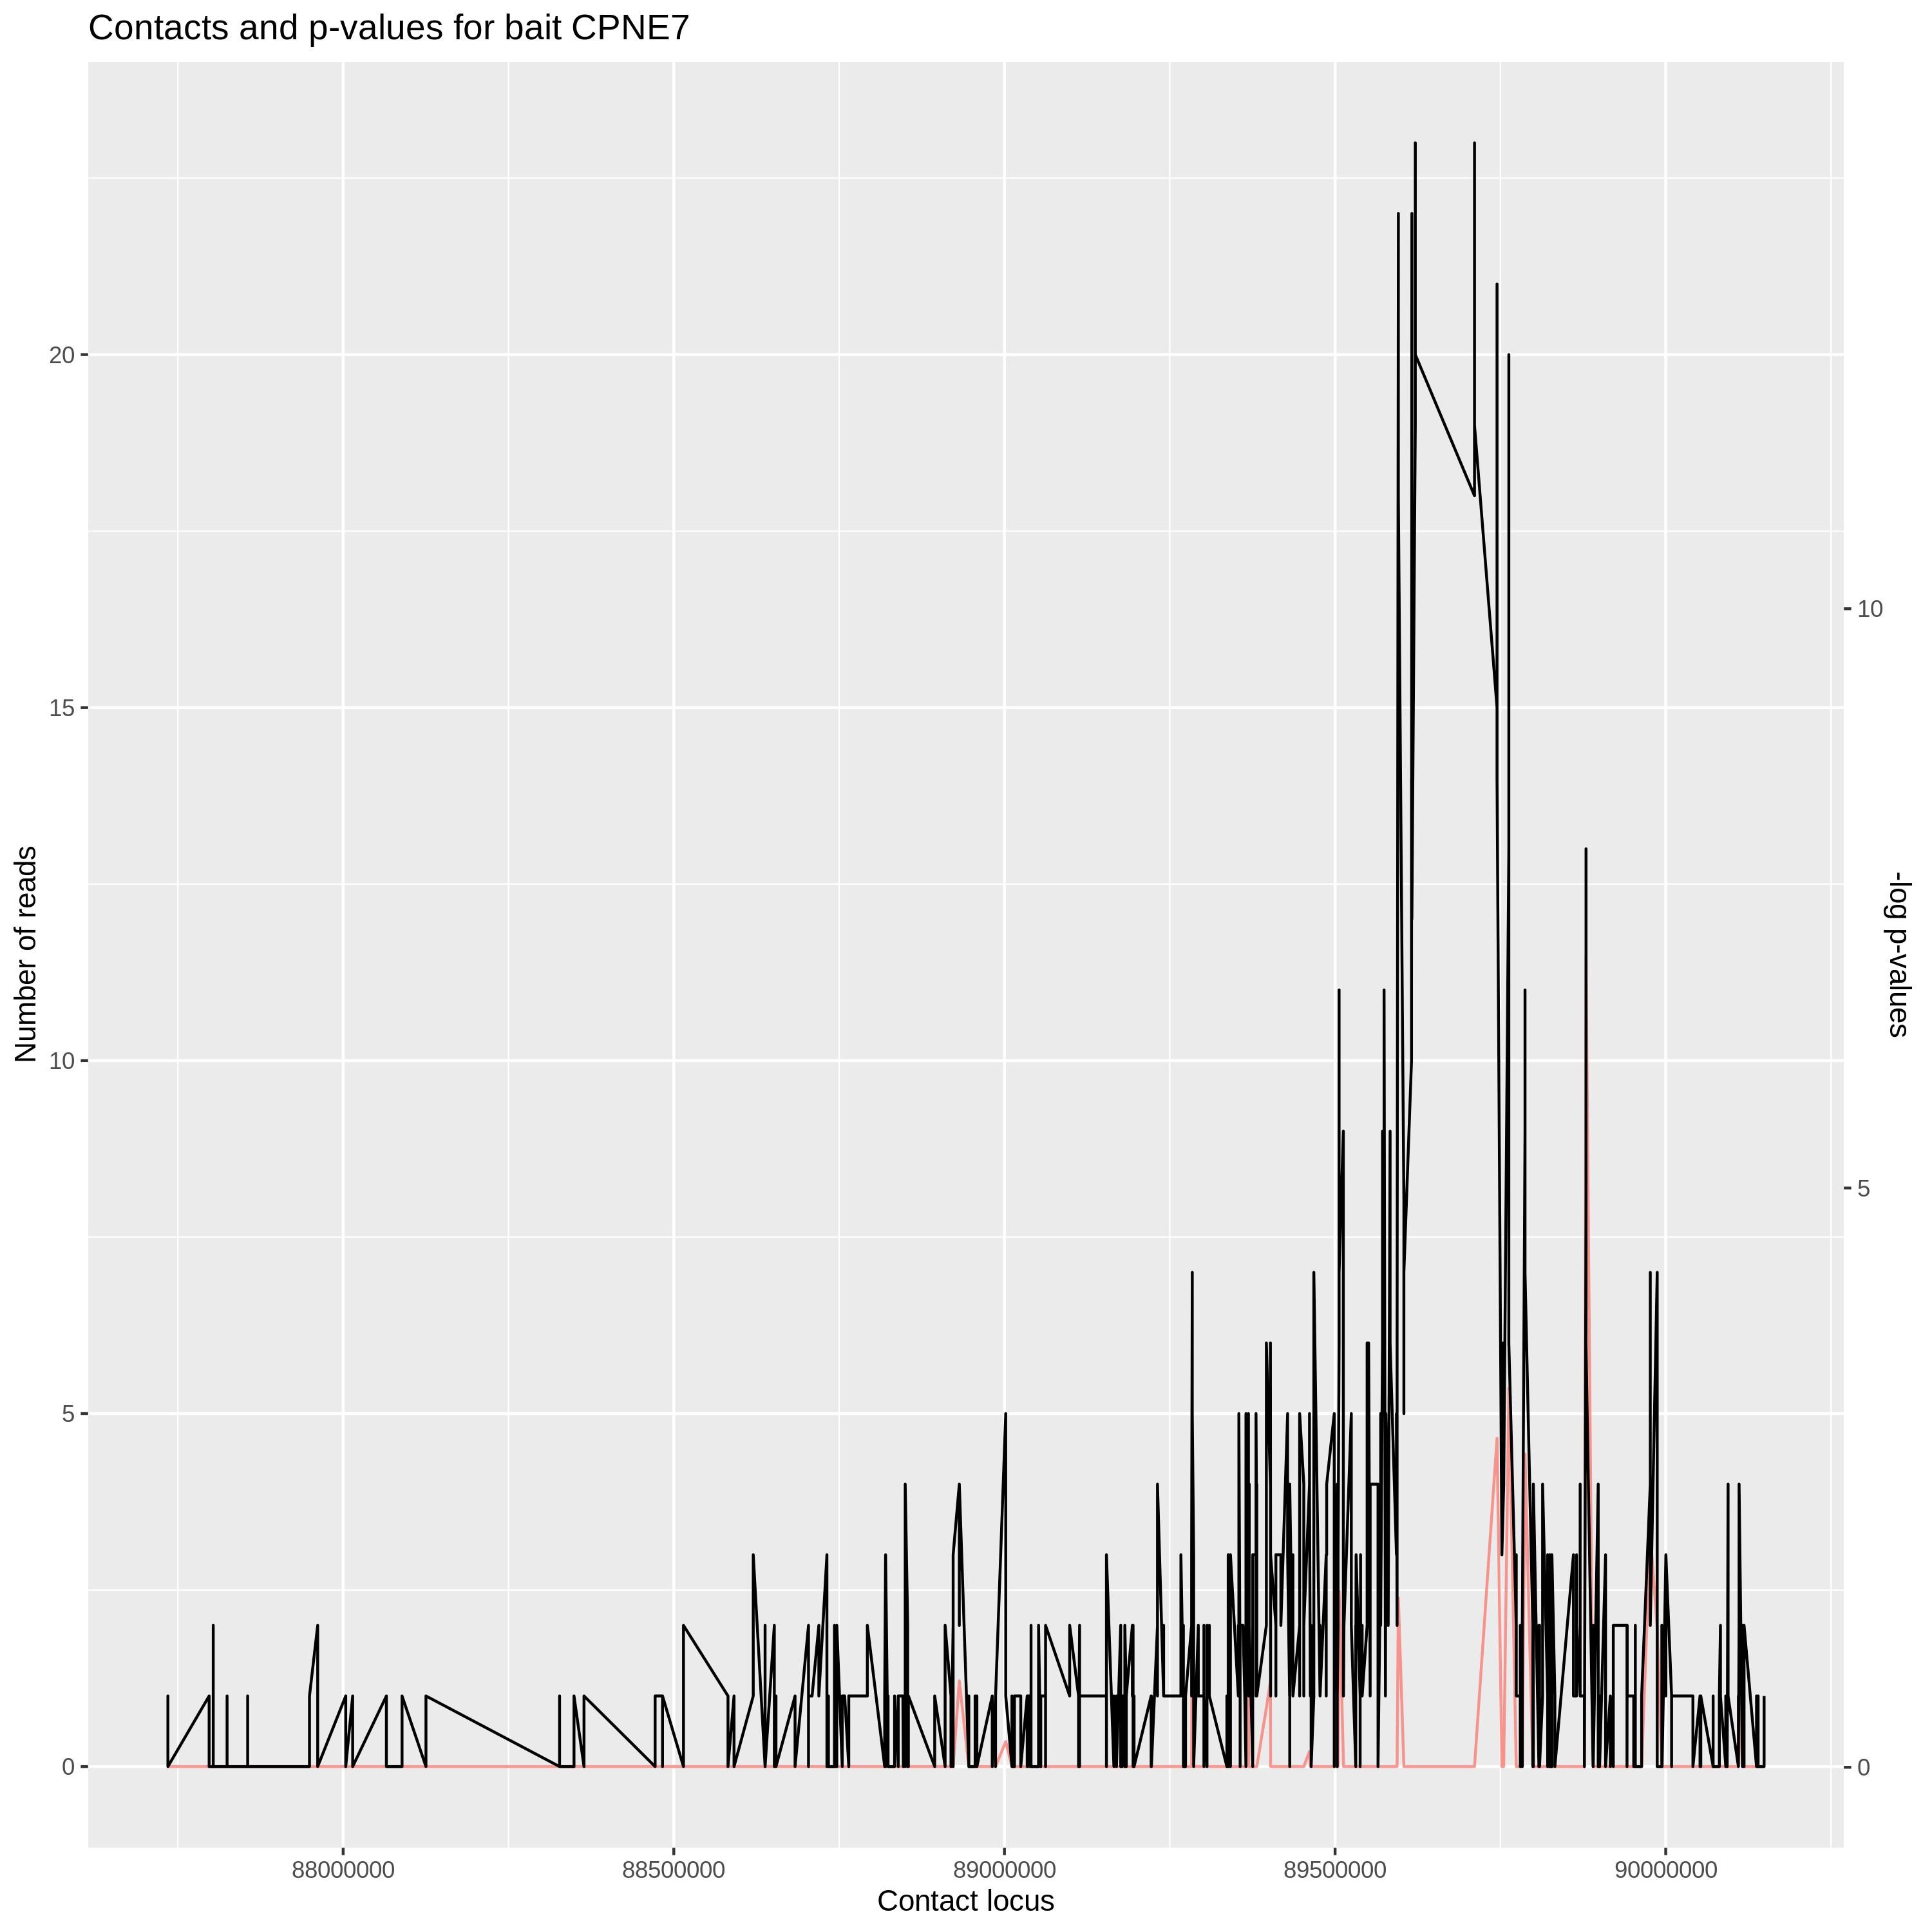 Contacts and p-values for bait CPNE7
20
15
10
5
0
Number of reads
10
5
0
-log p-values
88000000 88500000 89000000 89500000 90000000
Contact locus